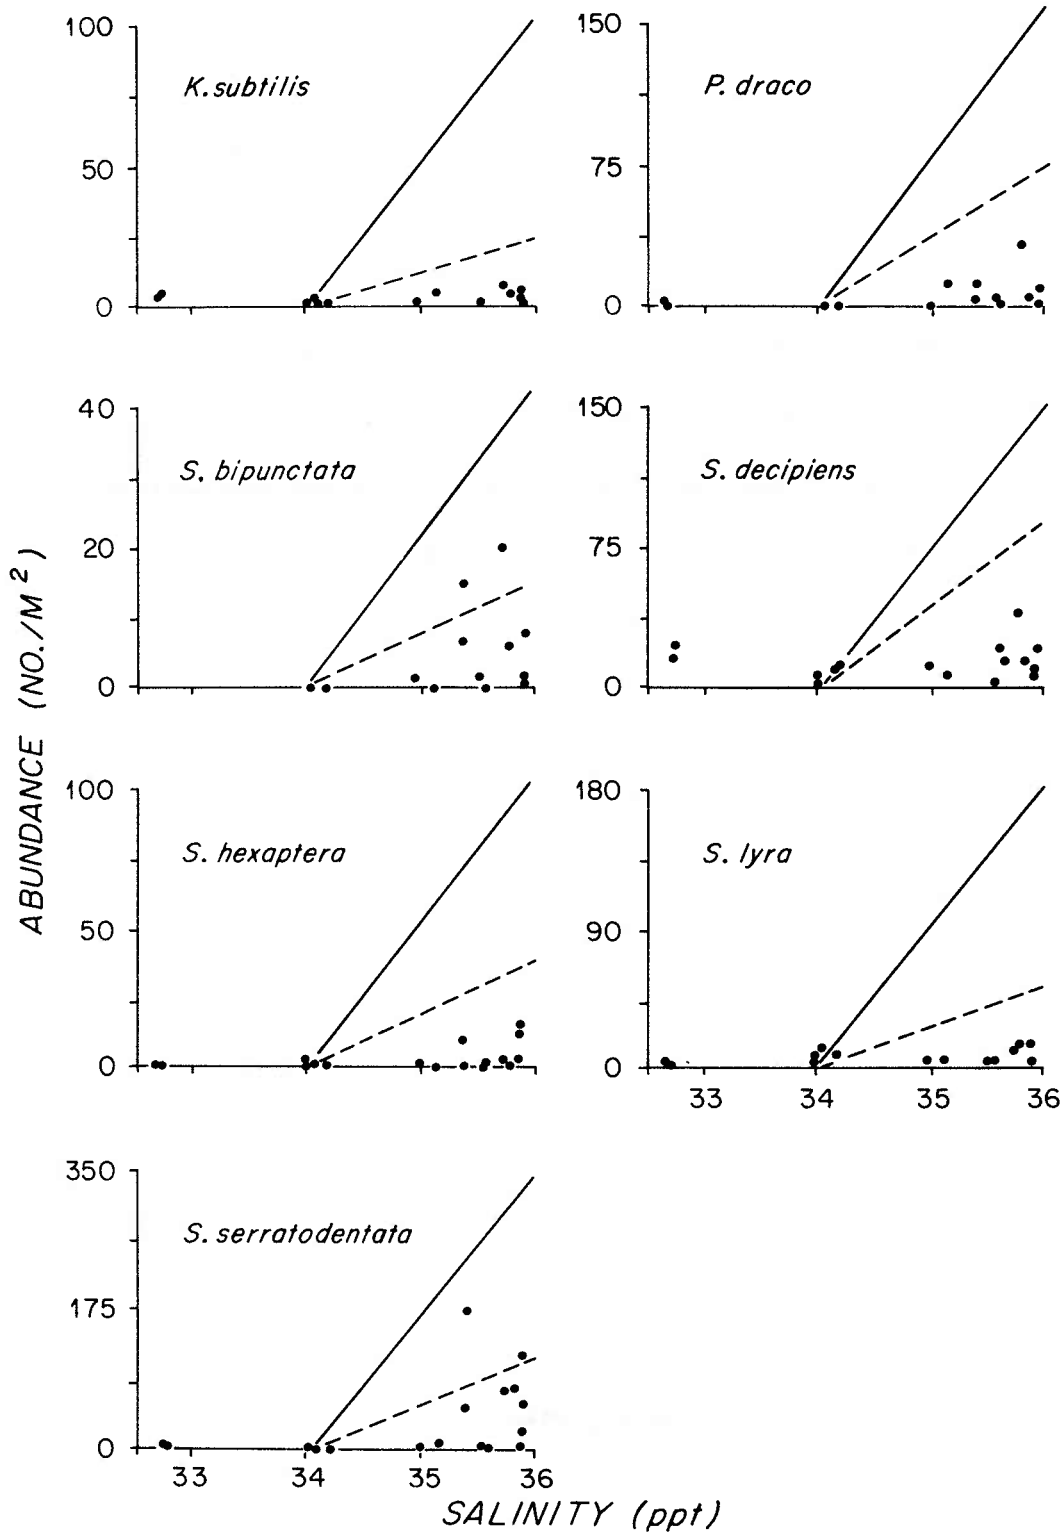 100
50
0
K. subtilis
150
75
0
P. draco
40
20
0
S. bipunctata
150
75
0
S. decipiens
100
50
0
S. hexaptera
180
90
0
S. lyra
33 34 35 36
350
175
0
S. serratodentata
33 34 35 36
ABUNDANCE (NO./M²)
SALINITY (ppt)